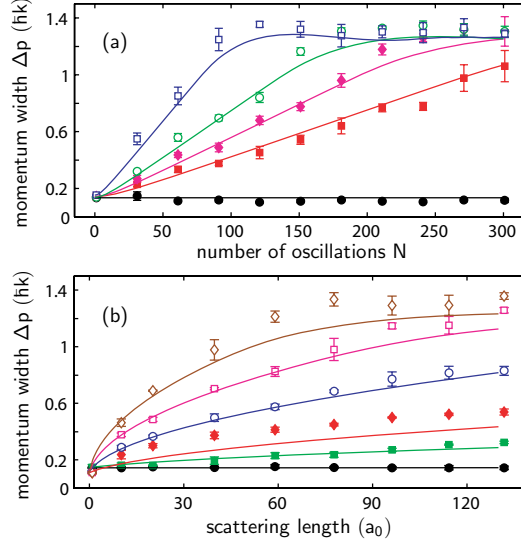 (a)
momentum width Δp (ħk)
1.4
1
0.6
0.2
0
0 50 100 150 200 250 300
number of oscillations N
(b)
momentum width Δp (ħk)
1.4
1
0.6
0.2
0
0 30 60 90 120
scattering length (a₀)